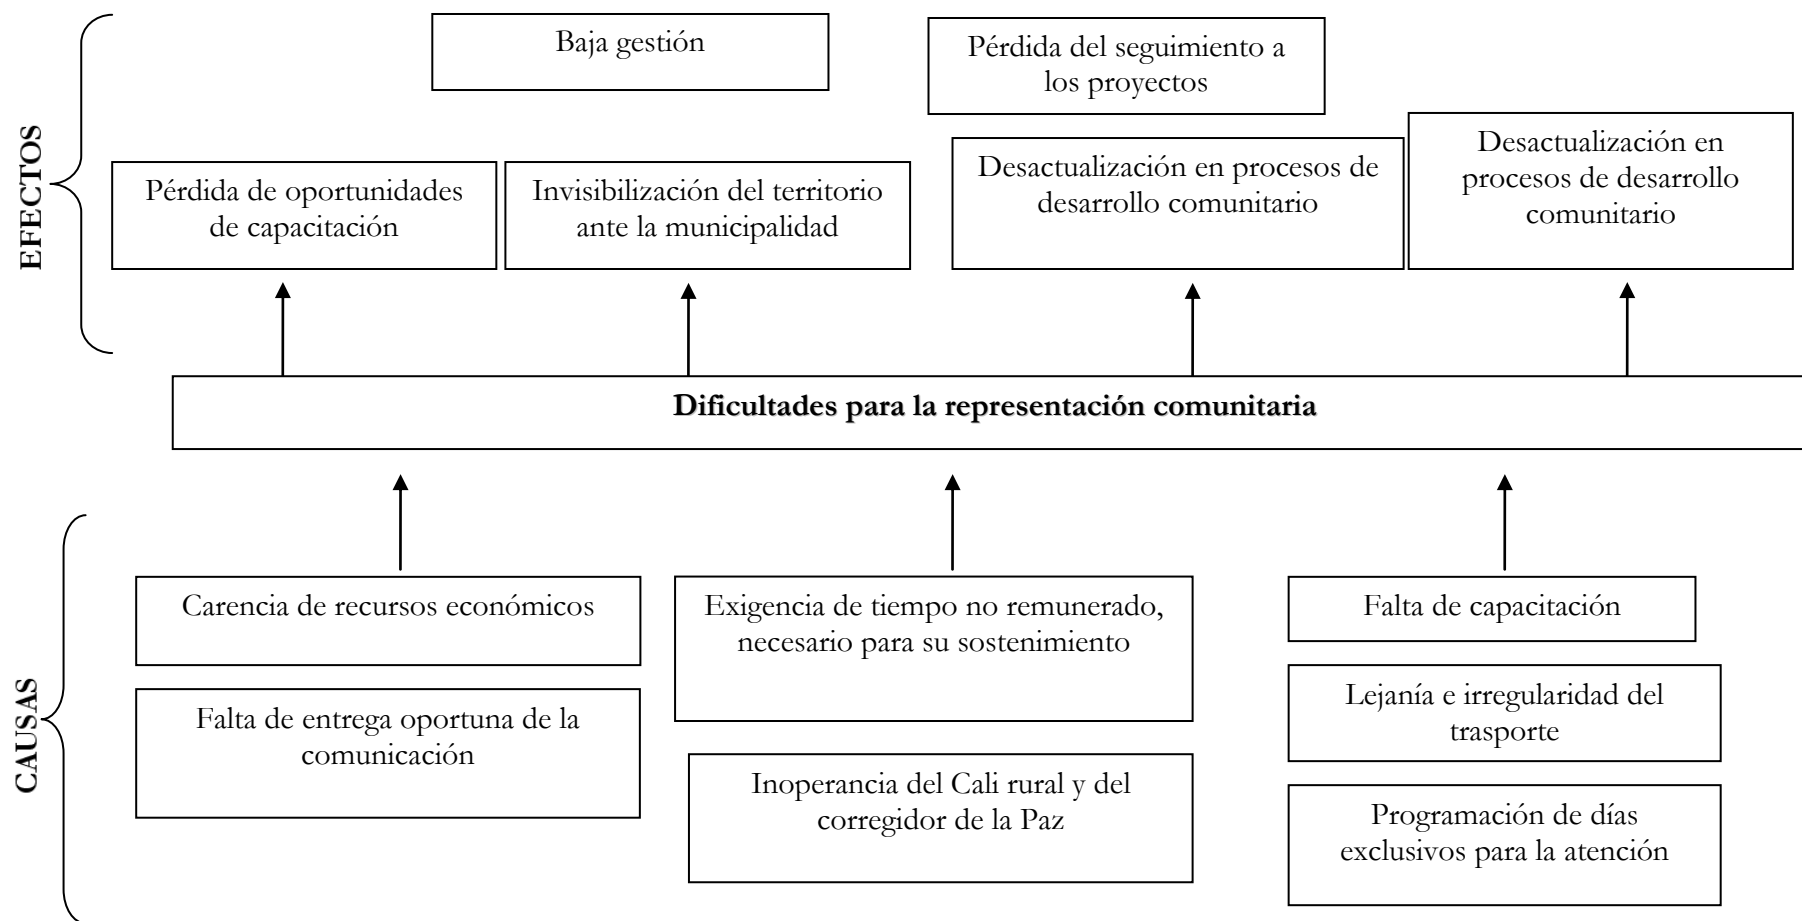 EFECTOS
Baja gestión
Pérdida del seguimiento a
los proyectos
Pérdida de oportunidades
de capacitación
Invisibilización del territorio
ante la municipalidad
Desactualización en procesos de
desarrollo comunitario
Desactualización en
procesos de desarrollo
comunitario
Dificultades para la representación comunitaria
CAUSAS
Carencia de recursos económicos
Exigencia de tiempo no remunerado,
necesario para su sostenimiento
Falta de capacitación
Falta de entrega oportuna de la
comunicación
Lejanía e irregularidad del
trasporte
Inoperancia del Cali rural y del
corregidor de la Paz
Programación de días
exclusivos para la atención